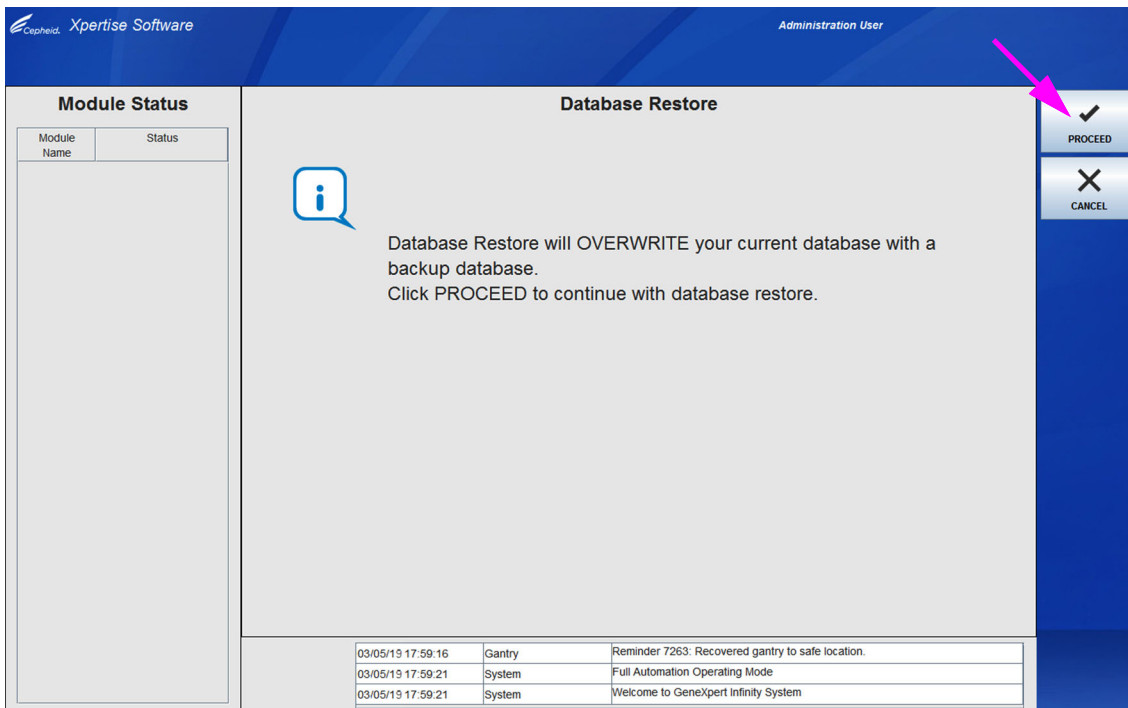 Cepheid. Xpertise Software
Administration User
Module Status
Module Name
Status
Database Restore
PROCEED
CANCEL
i
Database Restore will OVERWRITE your current database with a
backup database.
Click PROCEED to continue with database restore.
03/05/19 17:59:16 Gantry Reminder 7263: Recovered gantry to safe location.
03/05/19 17:59:21 System Full Automation Operating Mode
03/05/19 17:59:21 System Welcome to GeneXpert Infinity System